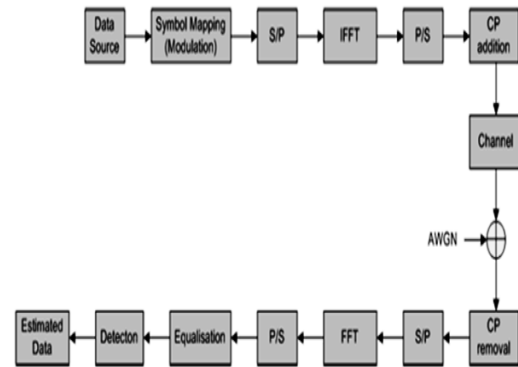 Data
Source
Symbol Mapping
(Modulation)
S/P
IFFT
P/S
CP
addition
Channel
AWGN
Estimated
Data
Detecton
Equalisation
P/S
FFT
S/P
CP
removal